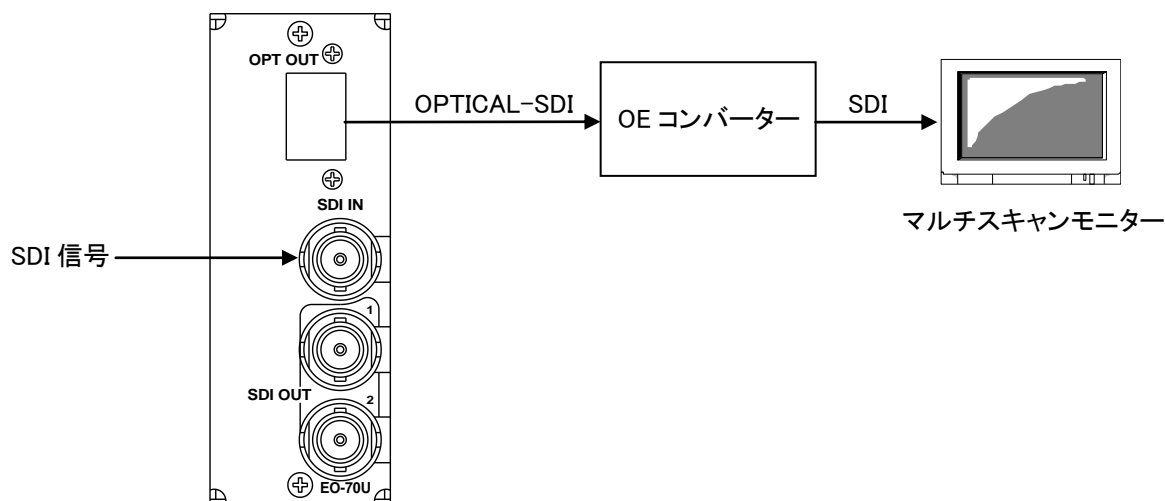 OPT OUT
OPTICAL-SDI
OE コンバーター
SDI
マルチスキャンモニター
SDI IN
SDI 信号
1
SDI OUT
2
EO-70U